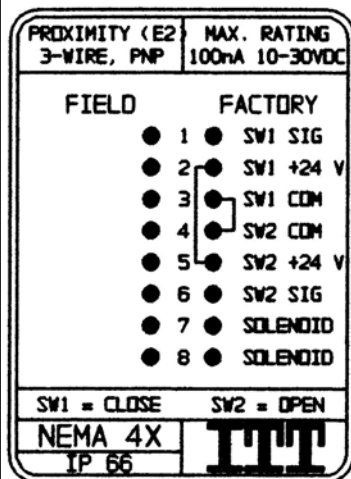 PROXIMITY (E2) MAX. RATING
3-WIRE, PNP 100mA 10-30VDC
FIELD FACTORY
1 SW1 SIG
2 SW1 +24 V
3 SW1 COM
4 SW2 COM
5 SW2 +24 V
6 SW2 SIG
7 SOLENOID
8 SOLENOID
SW1 = CLOSE SW2 = OPEN
NEMA 4X ITT
IP 66